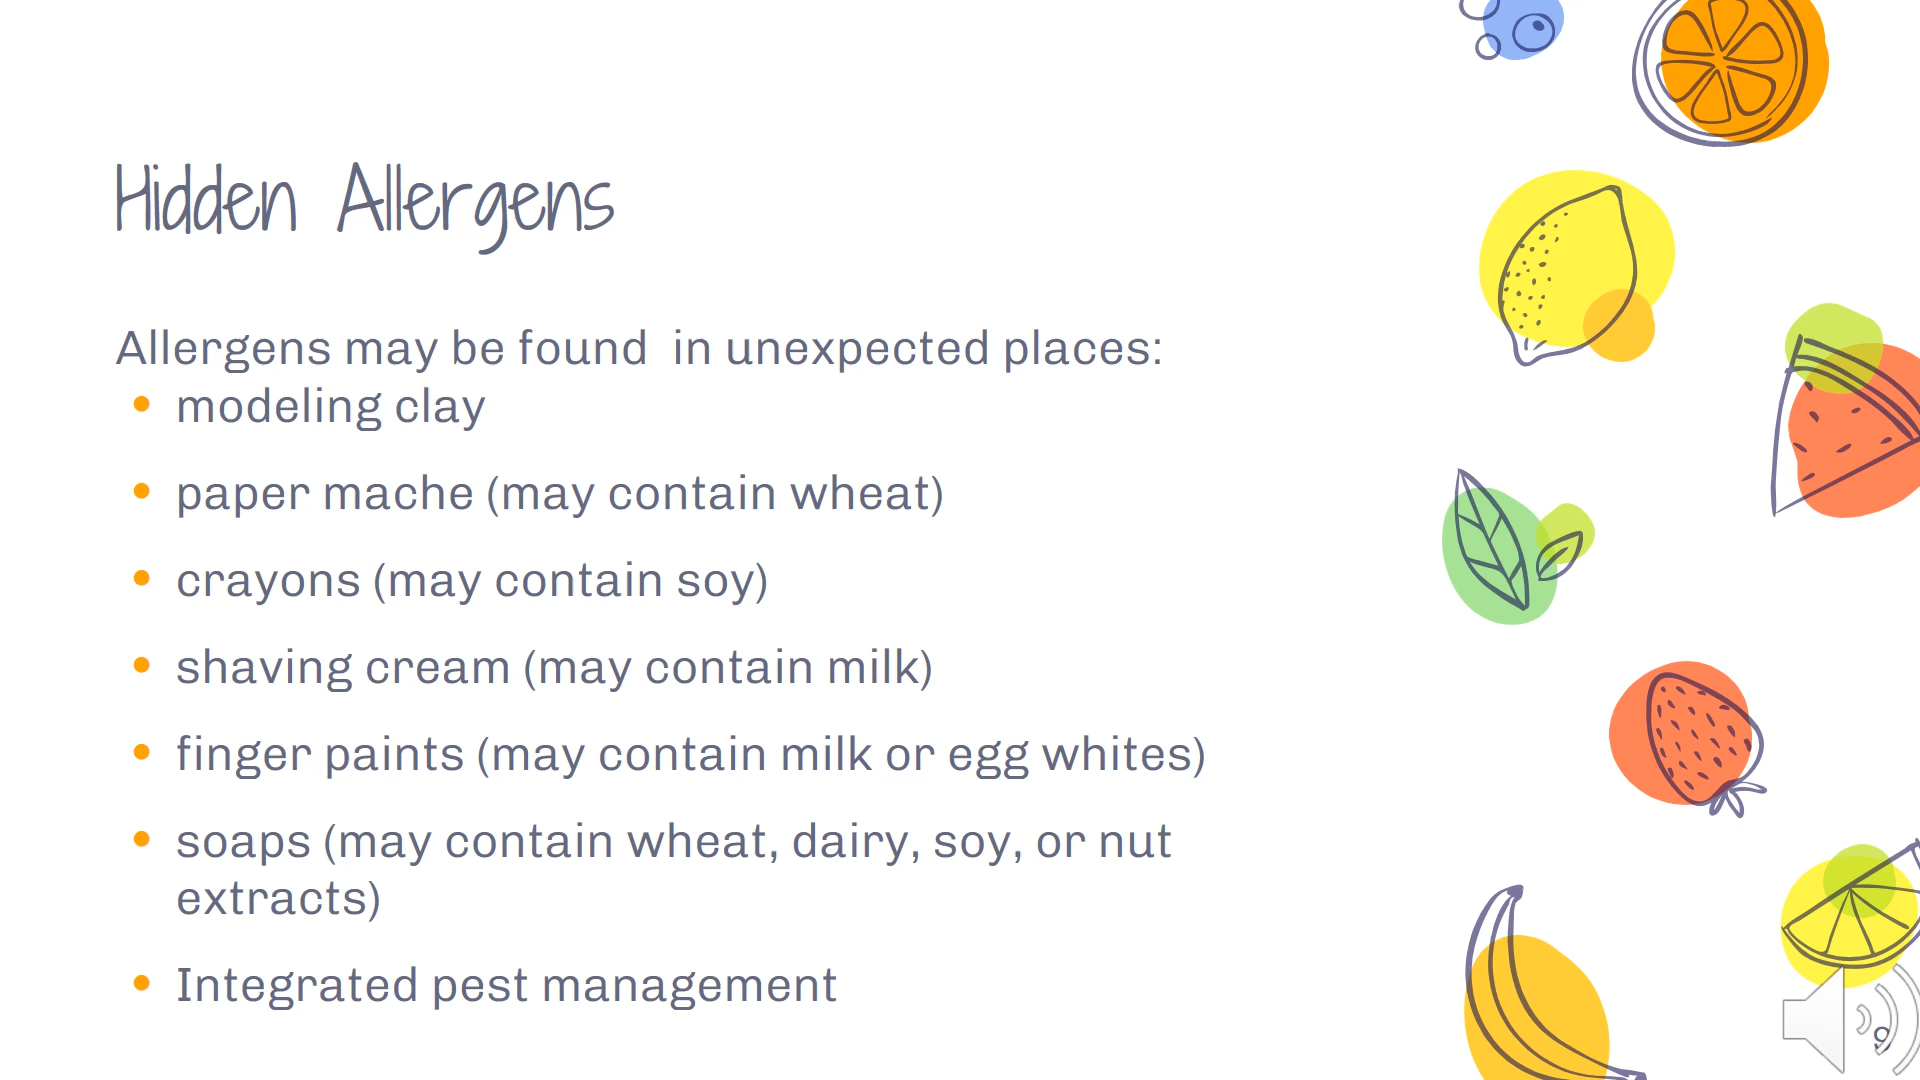 Hidden Allergens
Allergens may be found in unexpected places:
• modeling clay
• paper mache (may contain wheat)
• crayons (may contain soy)
• shaving cream (may contain milk)
• finger paints (may contain milk or egg whites)
• soaps (may contain wheat, dairy, soy, or nut
extracts)
• Integrated pest management
9